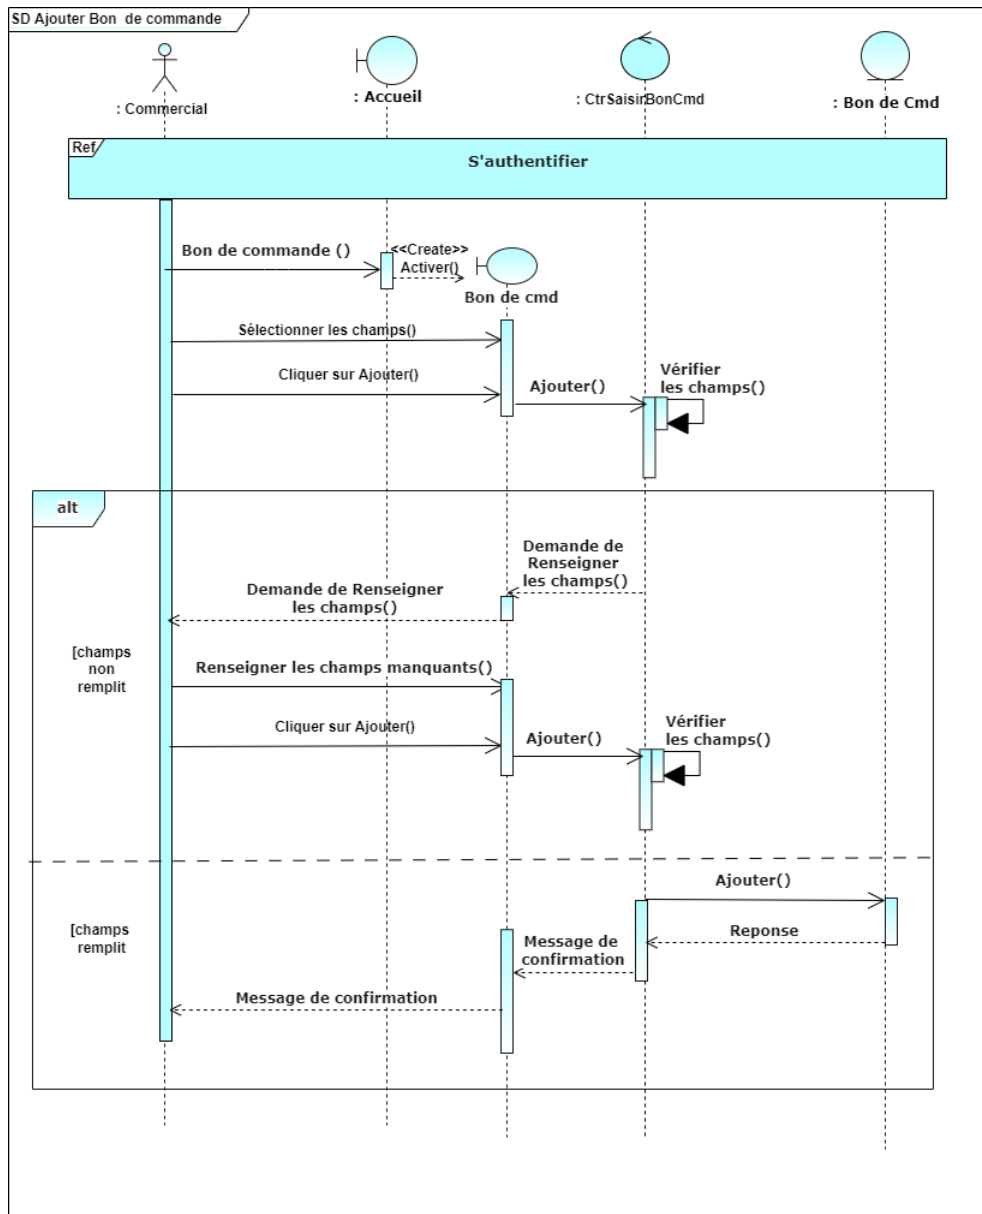 SD Ajouter Bon  de commande
: Commercial
: Accueil
: CtrSaisirBonCmd
: Bon de Cmd
Ref
S'authentifier
Bon de commande ()
<<Create>>
Activer()
Bon de cmd
Sélectionner les champs()
Cliquer sur Ajouter()
Ajouter()
Vérifier
les champs()
alt
Demande de
Renseigner
les champs()
Demande de Renseigner
les champs()
[champs
non
remplit
Renseigner les champs manquants()
Cliquer sur Ajouter()
Ajouter()
Vérifier
les champs()
Ajouter()
[champs
remplit
Reponse
Message de
confirmation
Message de confirmation